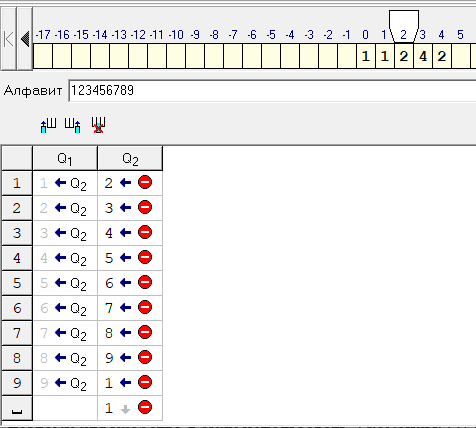 -17 -16 -15 -14 -13 -12 -11 -10 -9 -8 -7 -6 -5 -4 -3 -2 -1 0 1 2 3 4 5
1 1 2 4 2
Алфавит 123456789
Q1 Q2
1 1 ← Q2 2 ←
2 2 ← Q2 3 ←
3 3 ← Q2 4 ←
4 4 ← Q2 5 ←
5 5 ← Q2 6 ←
6 6 ← Q2 7 ←
7 7 ← Q2 8 ←
8 8 ← Q2 9 ←
9 9 ← Q2 1 ←
␣ 1 ↓